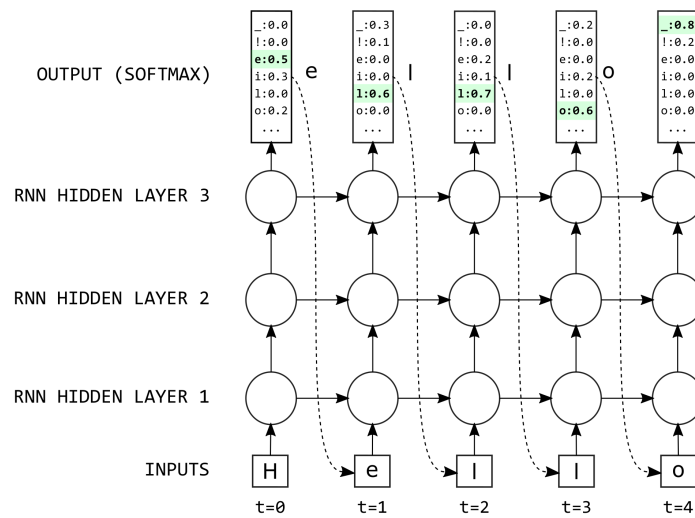 _:0.0 _:0.3 _:0.0 _:0.2 _:0.8
!:0.0 !:0.1 !:0.0 !:0.0 !:0.2
e:0.5 e:0.0 e:0.2 e:0.0 e:0.0
OUTPUT (SOFTMAX) i:0.3 e i:0.0 l i:0.1 l i:0.2 o i:0.0
l:0.0 l:0.6 l:0.7 l:0.0 l:0.0
o:0.2 o:0.0 o:0.0 o:0.6 o:0.0
... ... ... ... ...
RNN HIDDEN LAYER 3
RNN HIDDEN LAYER 2
RNN HIDDEN LAYER 1
INPUTS H e l l o
t=0 t=1 t=2 t=3 t=4